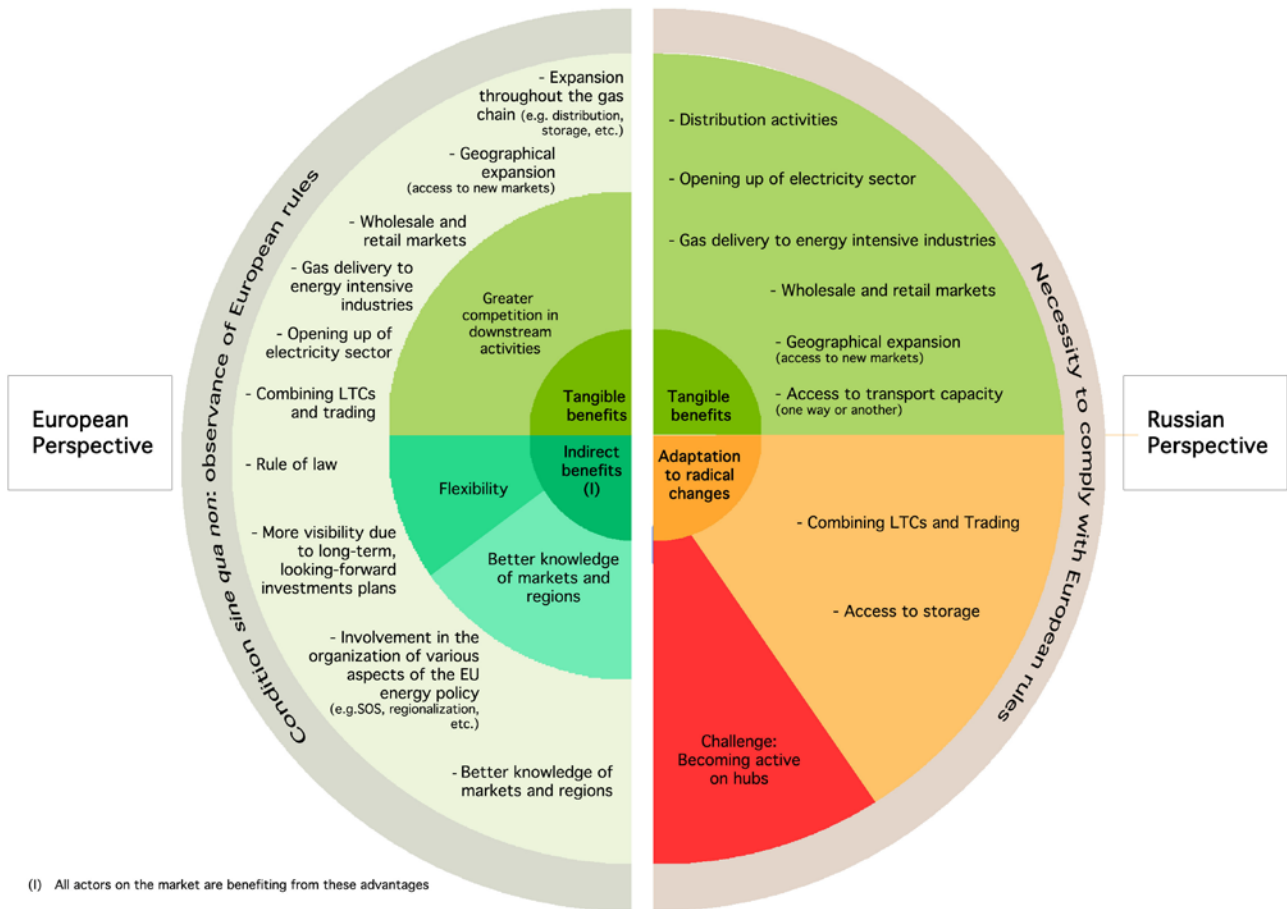 European
Perspective
Condition sine qua non: observance of European rules
- Expansion
throughout the gas
chain (e.g. distribution,
storage, etc.)
- Geographical
expansion
(access to new markets)
- Wholesale and
retail markets
- Gas delivery to
energy intensive
industries
- Opening up of
electricity sector
- Combining LTCs
and trading
- Rule of law
- More visibility due
to long-term,
looking-forward
investments plans
- Involvement in the
organization of various
aspects of the EU
energy policy
(e.g.SOS, regionalization,
etc.)
- Better knowledge of
markets and regions
Greater
competition in
downstream
activities
Tangible
benefits
Indirect
benefits
(I)
Flexibility
Better knowledge
of markets and
regions
- Distribution activities
- Opening up of electricity sector
- Gas delivery to energy intensive industries
- Wholesale and retail markets
- Geographical expansion
(access to new markets)
- Access to transport capacity
(one way or another)
Tangible
benefits
Adaptation
to radical
changes
- Combining LTCs and Trading
- Access to storage
Challenge:
Becoming active
on hubs
Necessity to comply with European rules
Russian
Perspective
(I) All actors on the market are benefiting from these advantages